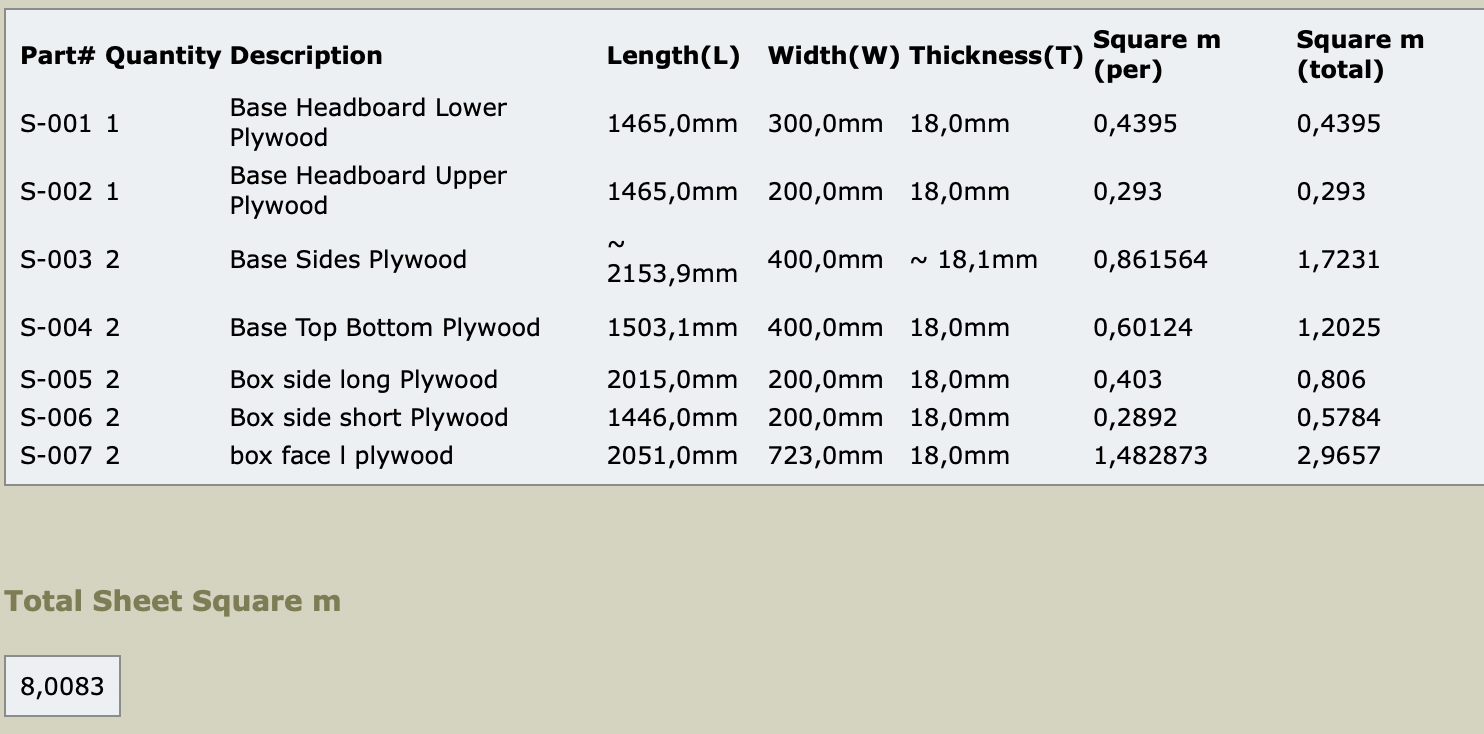 Part# Quantity Description Length(L) Width(W) Thickness(T) Square m (per) Square m (total)
S-001 1 Base Headboard Lower Plywood 1465,0mm 300,0mm 18,0mm 0,4395 0,4395
S-002 1 Base Headboard Upper Plywood 1465,0mm 200,0mm 18,0mm 0,293 0,293
S-003 2 Base Sides Plywood ~ 2153,9mm 400,0mm ~ 18,1mm 0,861564 1,7231
S-004 2 Base Top Bottom Plywood 1503,1mm 400,0mm 18,0mm 0,60124 1,2025
S-005 2 Box side long Plywood 2015,0mm 200,0mm 18,0mm 0,403 0,806
S-006 2 Box side short Plywood 1446,0mm 200,0mm 18,0mm 0,2892 0,5784
S-007 2 box face l plywood 2051,0mm 723,0mm 18,0mm 1,482873 2,9657
Total Sheet Square m
8,0083